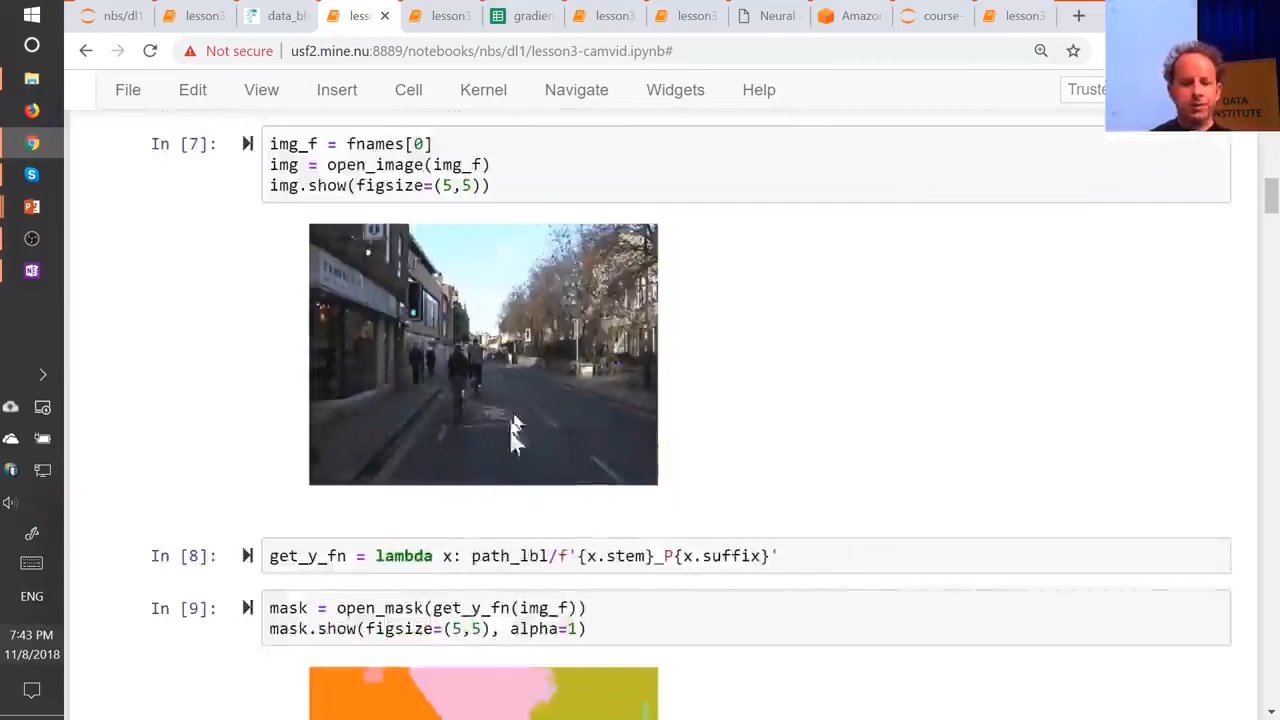 nbs/dl1
lesson3
data_bl
less
lesson3
gradien
lesson3
lesson3
Neural
Amazon
course-
lesson3
Not secure
usf2.mine.nu:8889/notebooks/nbs/dl1/lesson3-camvid.ipynb#
File Edit View Insert Cell Kernel Navigate Widgets Help
Truste
DATA
INSTITUTE
In [7]:
img_f = fnames[0]
img = open_image(img_f)
img.show(figsize=(5,5))
In [8]:
get_y_fn = lambda x: path_lbl/f'{x.stem}_P{x.suffix}'
In [9]:
mask = open_mask(get_y_fn(img_f))
mask.show(figsize=(5,5), alpha=1)
ENG
7:43 PM
11/8/2018